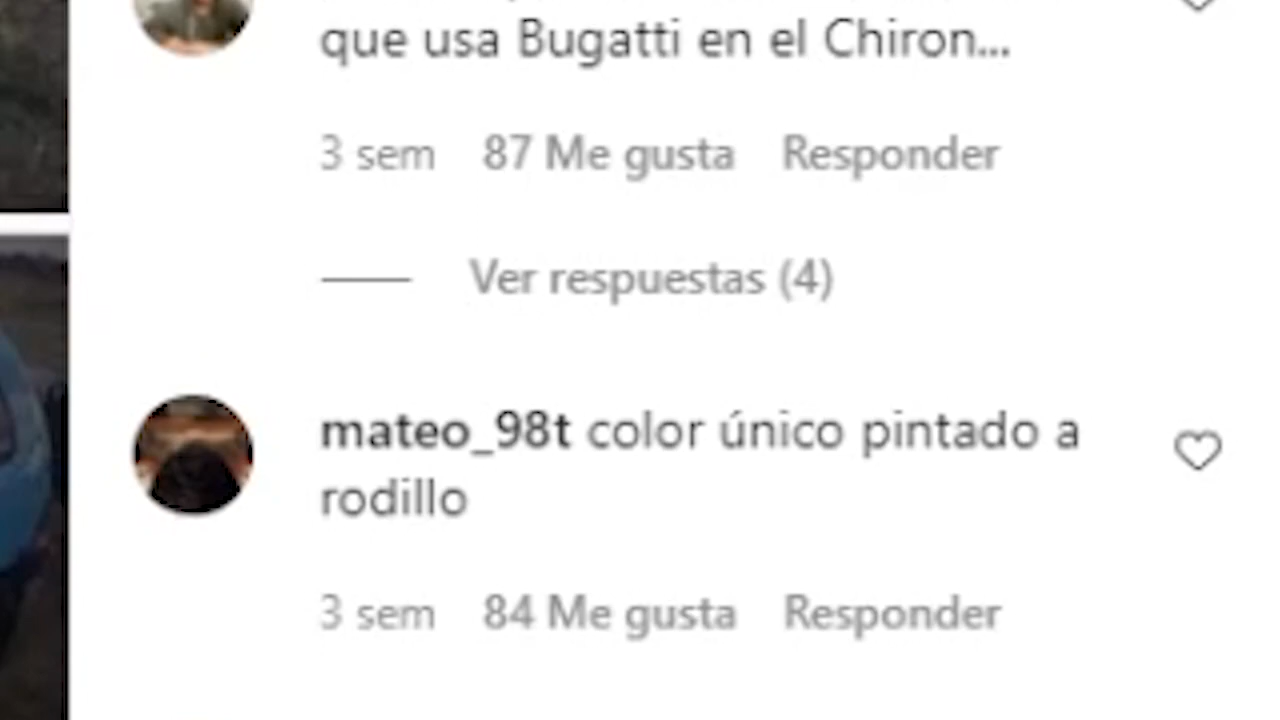 que usa Bugatti en el Chiron...
3 sem 87 Me gusta Responder
Ver respuestas (4)
mateo_98t color único pintado a
rodillo
3 sem 84 Me gusta Responder